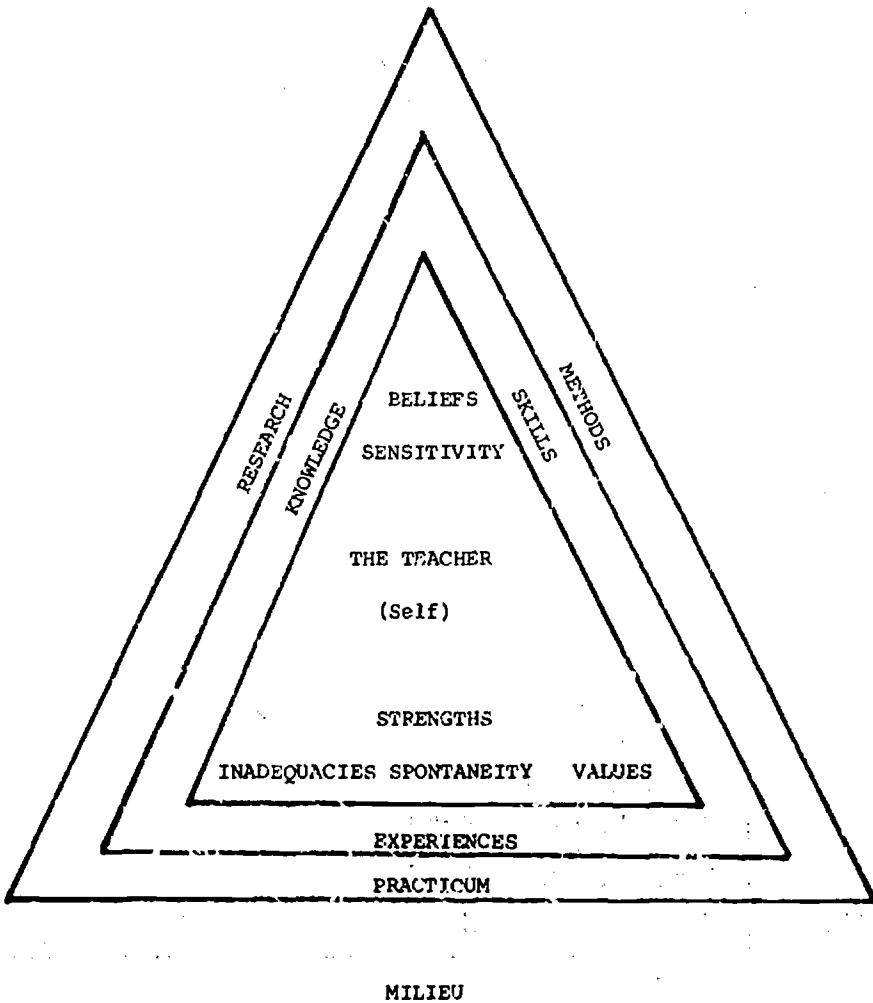 BELIEFS
SENSITIVITY
RESEARCH
KNOWLEDGE
SKILLS
METHODS
THE TEACHER
(Self)
STRENGTHS
INADEQUACIES SPONTANEITY VALUES
EXPERIENCES
PRACTICUM
MILIEU